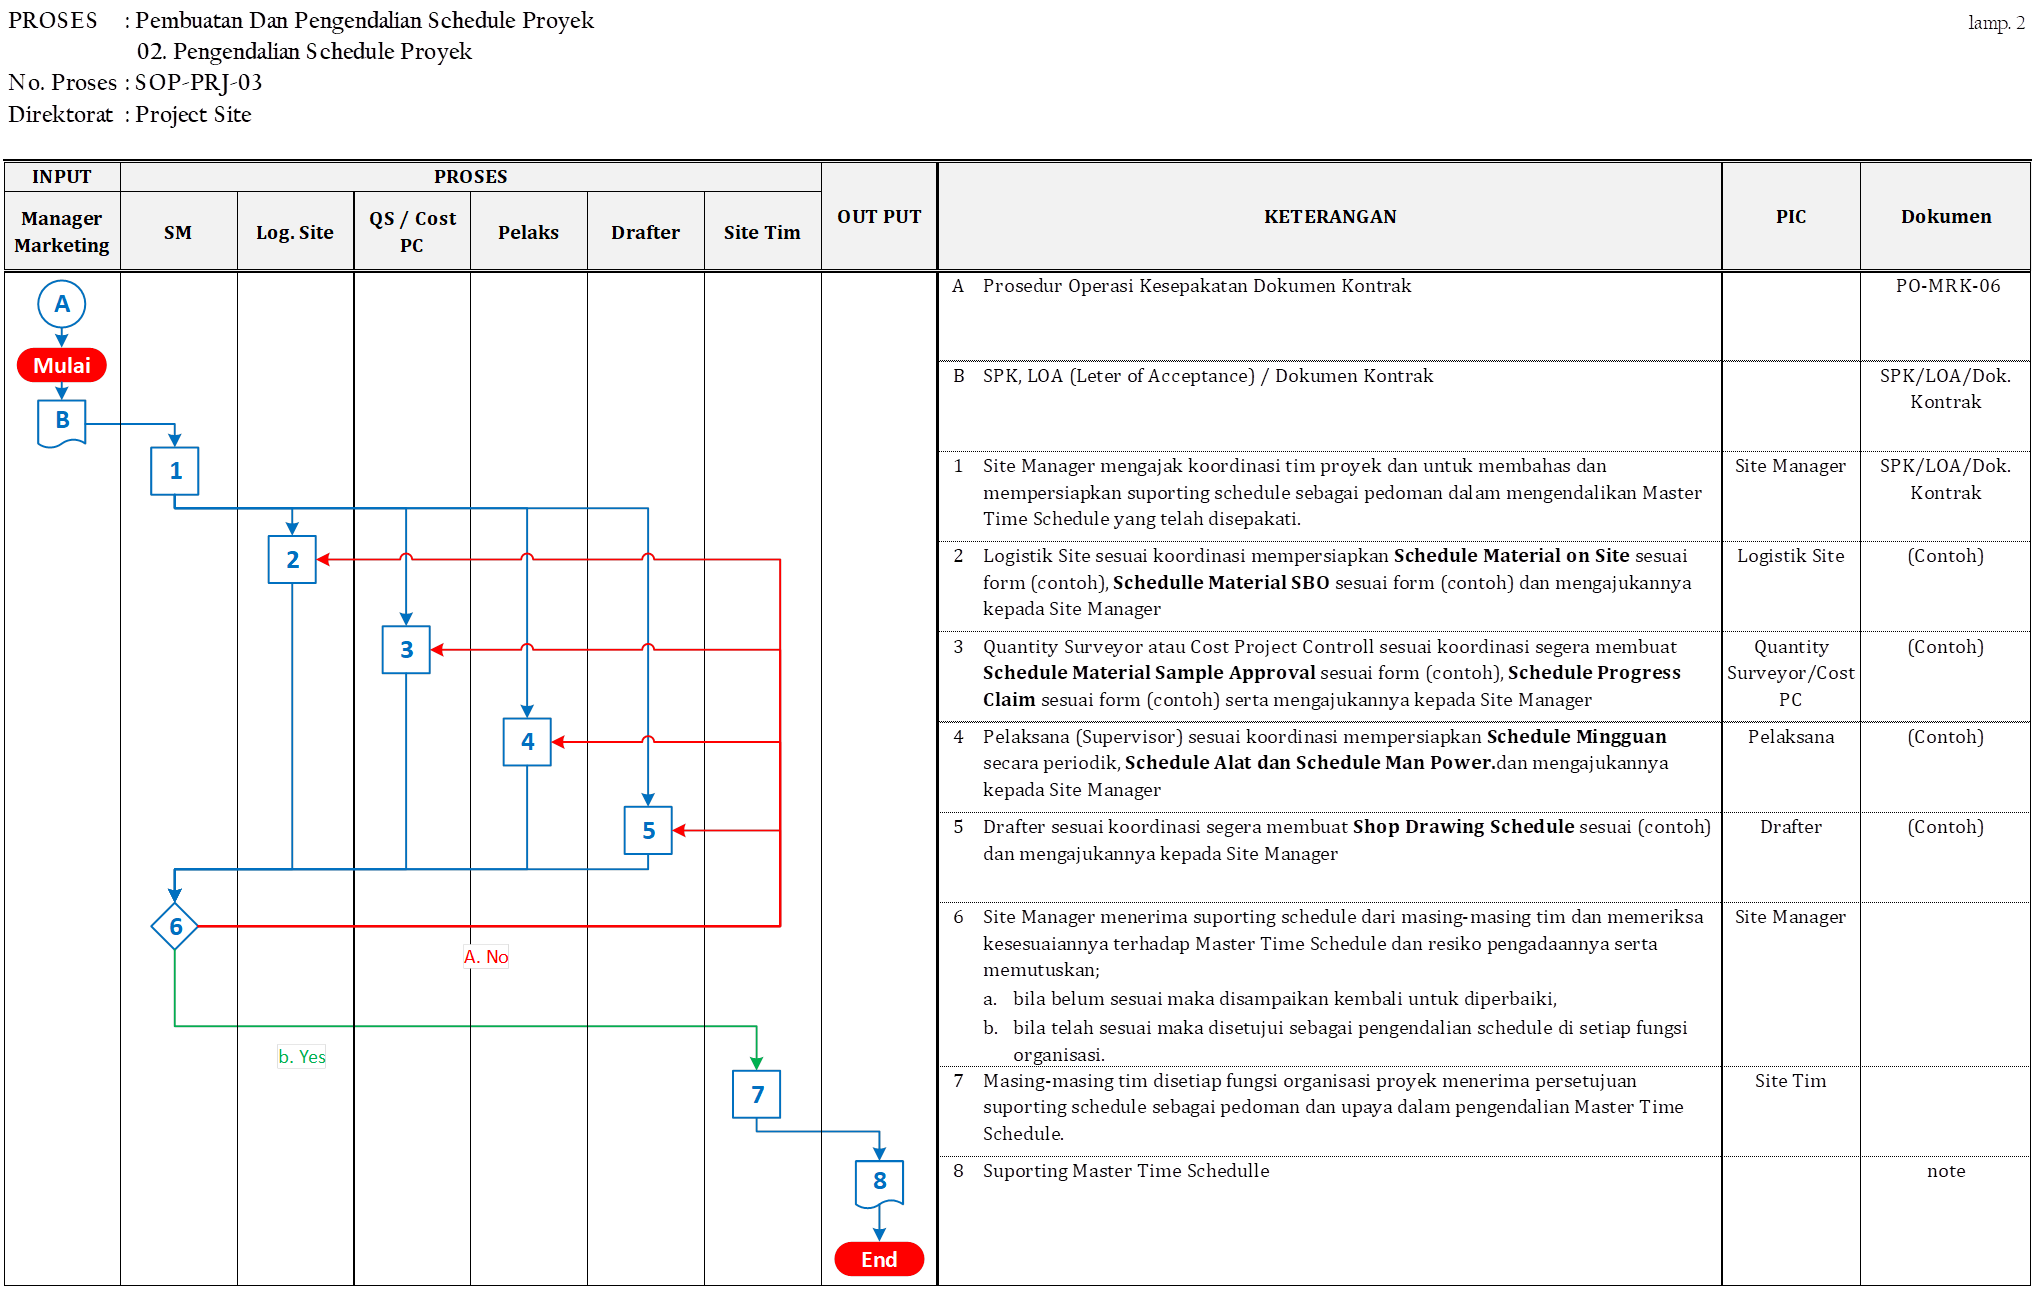 PROSES : Pembuatan Dan Pengendalian Schedule Proyek
lamp. 2
02. Pengendalian Schedule Proyek
No. Proses : SOP-PRJ-03
Direktorat : Project Site
INPUT
PROSES
OUT PUT
KETERANGAN
PIC
Dokumen
Manager
Marketing
SM
Log. Site
QS / Cost
PC
Pelaks
Drafter
Site Tim
A
Mulai
B
1
2
3
4
5
6
A. No
b. Yes
7
8
End
A Prosedur Operasi Kesepakatan Dokumen Kontrak
PO-MRK-06
B SPK, LOA (Leter of Acceptance) / Dokumen Kontrak
SPK/LOA/Dok.
Kontrak
1 Site Manager mengajak koordinasi tim proyek dan untuk membahas dan
mempersiapkan suporting schedule sebagai pedoman dalam mengendalikan Master
Time Schedule yang telah disepakati.
Site Manager
SPK/LOA/Dok.
Kontrak
2 Logistik Site sesuai koordinasi mempersiapkan Schedule Material on Site sesuai
form (contoh), Schedulle Material SBO sesuai form (contoh) dan mengajukannya
kepada Site Manager
Logistik Site
(Contoh)
3 Quantity Surveyor atau Cost Project Controll sesuai koordinasi segera membuat
Schedule Material Sample Approval sesuai form (contoh), Schedule Progress
Claim sesuai form (contoh) serta mengajukannya kepada Site Manager
Quantity
Surveyor/Cost
PC
(Contoh)
4 Pelaksana (Supervisor) sesuai koordinasi mempersiapkan Schedule Mingguan
secara periodik, Schedule Alat dan Schedule Man Power.dan mengajukannya
kepada Site Manager
Pelaksana
(Contoh)
5 Drafter sesuai koordinasi segera membuat Shop Drawing Schedule sesuai (contoh)
dan mengajukannya kepada Site Manager
Drafter
(Contoh)
6 Site Manager menerima suporting schedule dari masing-masing tim dan memeriksa
kesesuaiannya terhadap Master Time Schedule dan resiko pengadaannya serta
memutuskan;
a. bila belum sesuai maka disampaikan kembali untuk diperbaiki,
b. bila telah sesuai maka disetujui sebagai pengendalian schedule di setiap fungsi
organisasi.
Site Manager
7 Masing-masing tim disetiap fungsi organisasi proyek menerima persetujuan
suporting schedule sebagai pedoman dan upaya dalam pengendalian Master Time
Schedule.
Site Tim
8 Suporting Master Time Schedulle
note